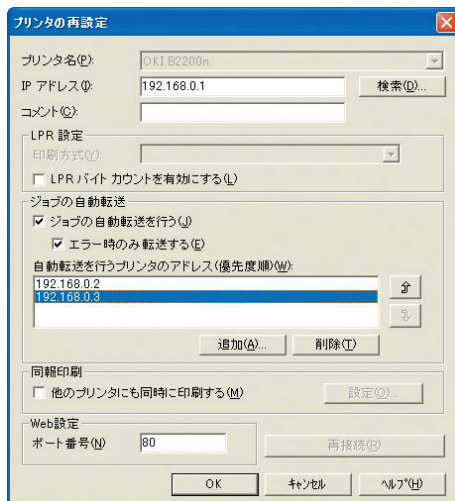 プリンタの再設定
プリンタ名(P): OKI B2200n
IP アドレス(I): 192.168.0.1 検索(D)...
コメント(C):
LPR 設定
印刷方式(Y):
LPR バイト カウントを有効にする(L)
ジョブの自動転送
ジョブの自動転送を行う(J)
エラー時のみ転送する(E)
自動転送を行うプリンタのアドレス(優先度順)(W):
192.168.0.2
192.168.0.3
追加(A)... 削除(T)
同報印刷
他のプリンタにも同時に印刷する(M) 設定(O)...
Web設定
ポート番号(N) 80 再接続(R)
OK キャンセル ヘルプ(H)